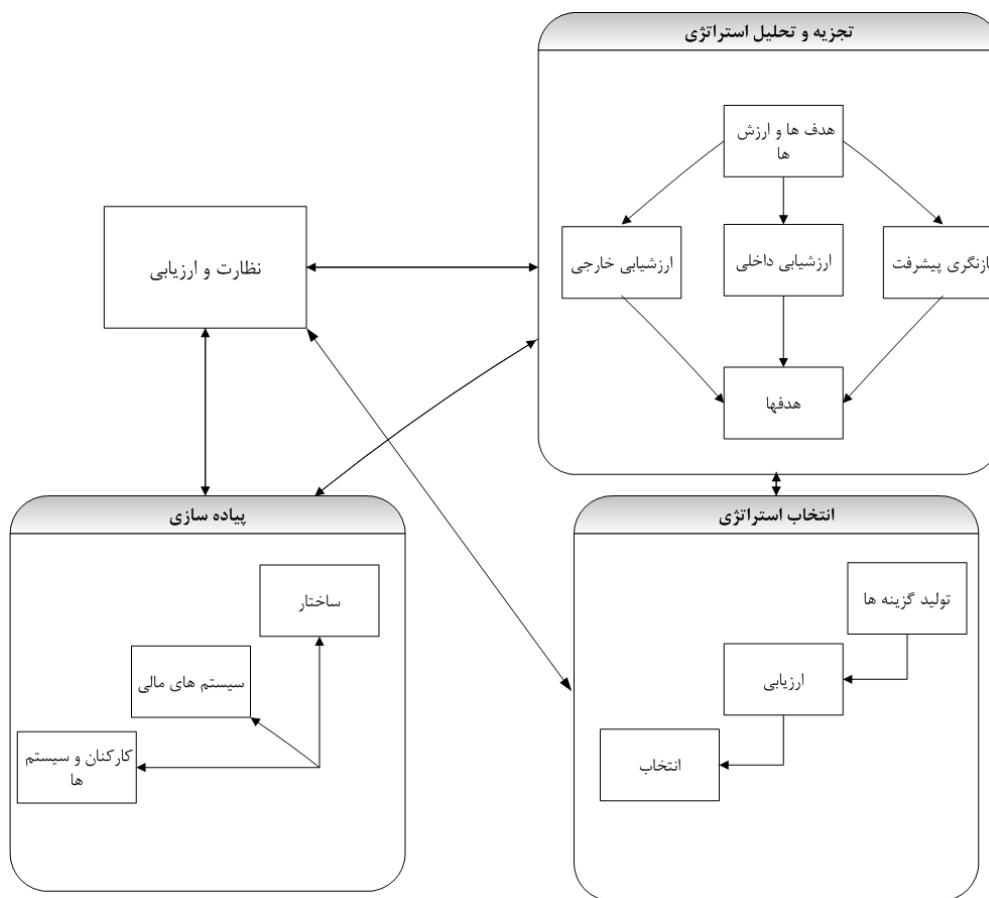 تجزیه و تحلیل استراتژی
هدف ها و ارزش
ها
ازنگری پیشرفت
ارزشیابی داخلی
ارزشیابی خارجی
هدفها
نظارت و ارزیابی
انتخاب استراتژی
تولید گزینه ها
ارزیابی
انتخاب
پیاده سازی
ساختار
سیستم های مالی
کارکنان و سیستم
ها